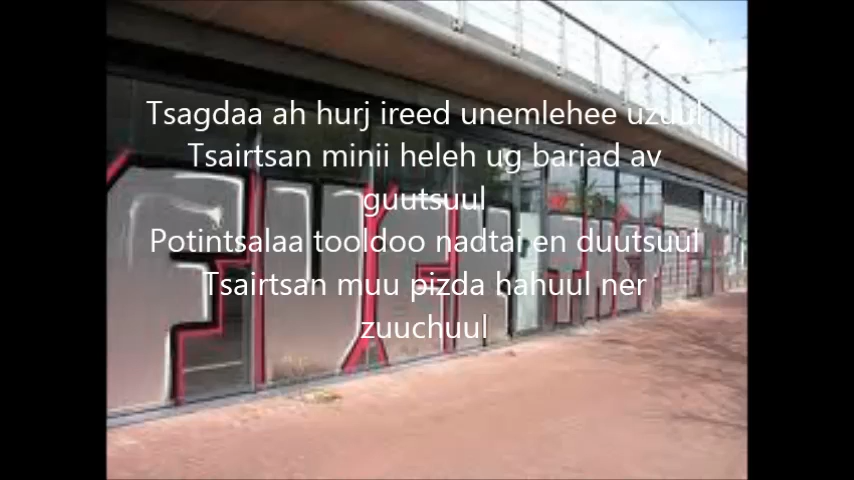 Tsagdaa ah hurj ireed unemlehee uzuul
Tsairtsan minii heleh ug bariad av
guutsuul
Potintsalaa tooldoo nadtai en duutsuul
Tsairtsan muu pizda hahuul ner
zuuchuul